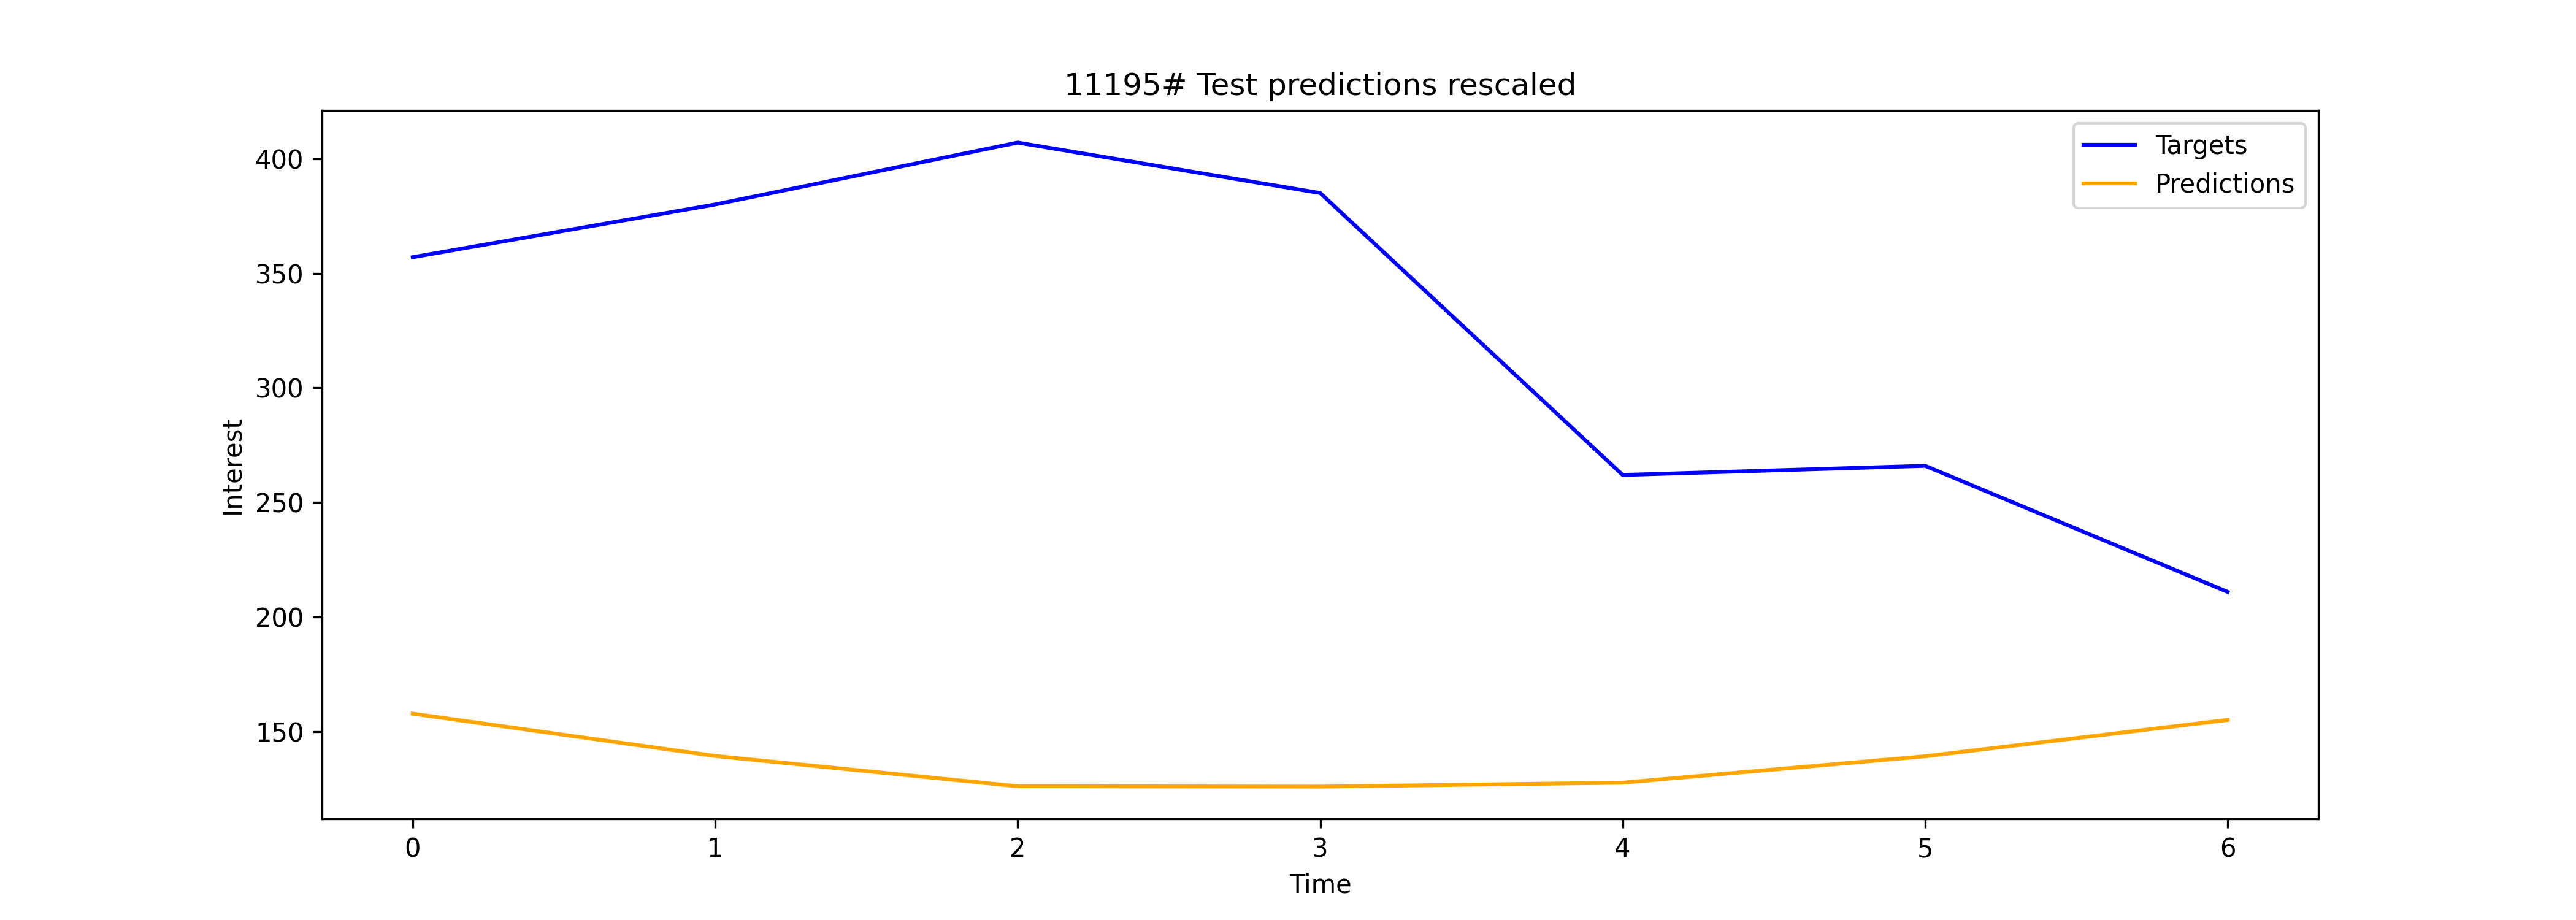 11195# Test predictions rescaled
Targets
Predictions
400
350
300
250
200
150
Interest
0 1 2 3 4 5 6
Time